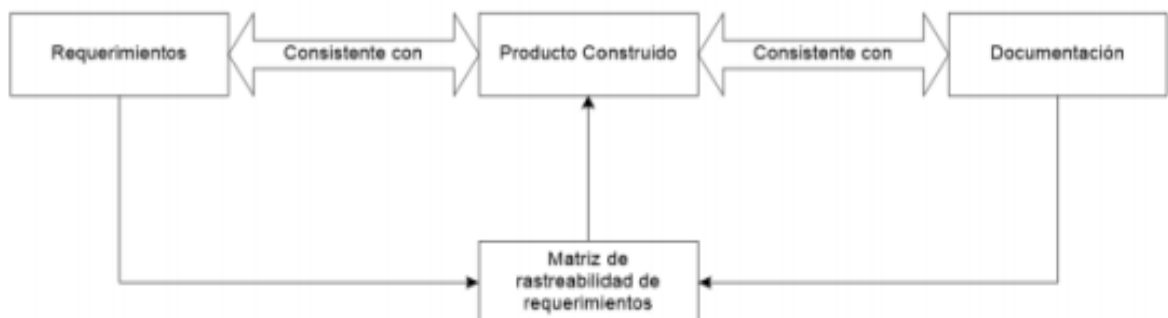 Requerimientos
Consistente con
Producto Construido
Consistente con
Documentación
Matriz de
rastreabilidad de
requerimientos